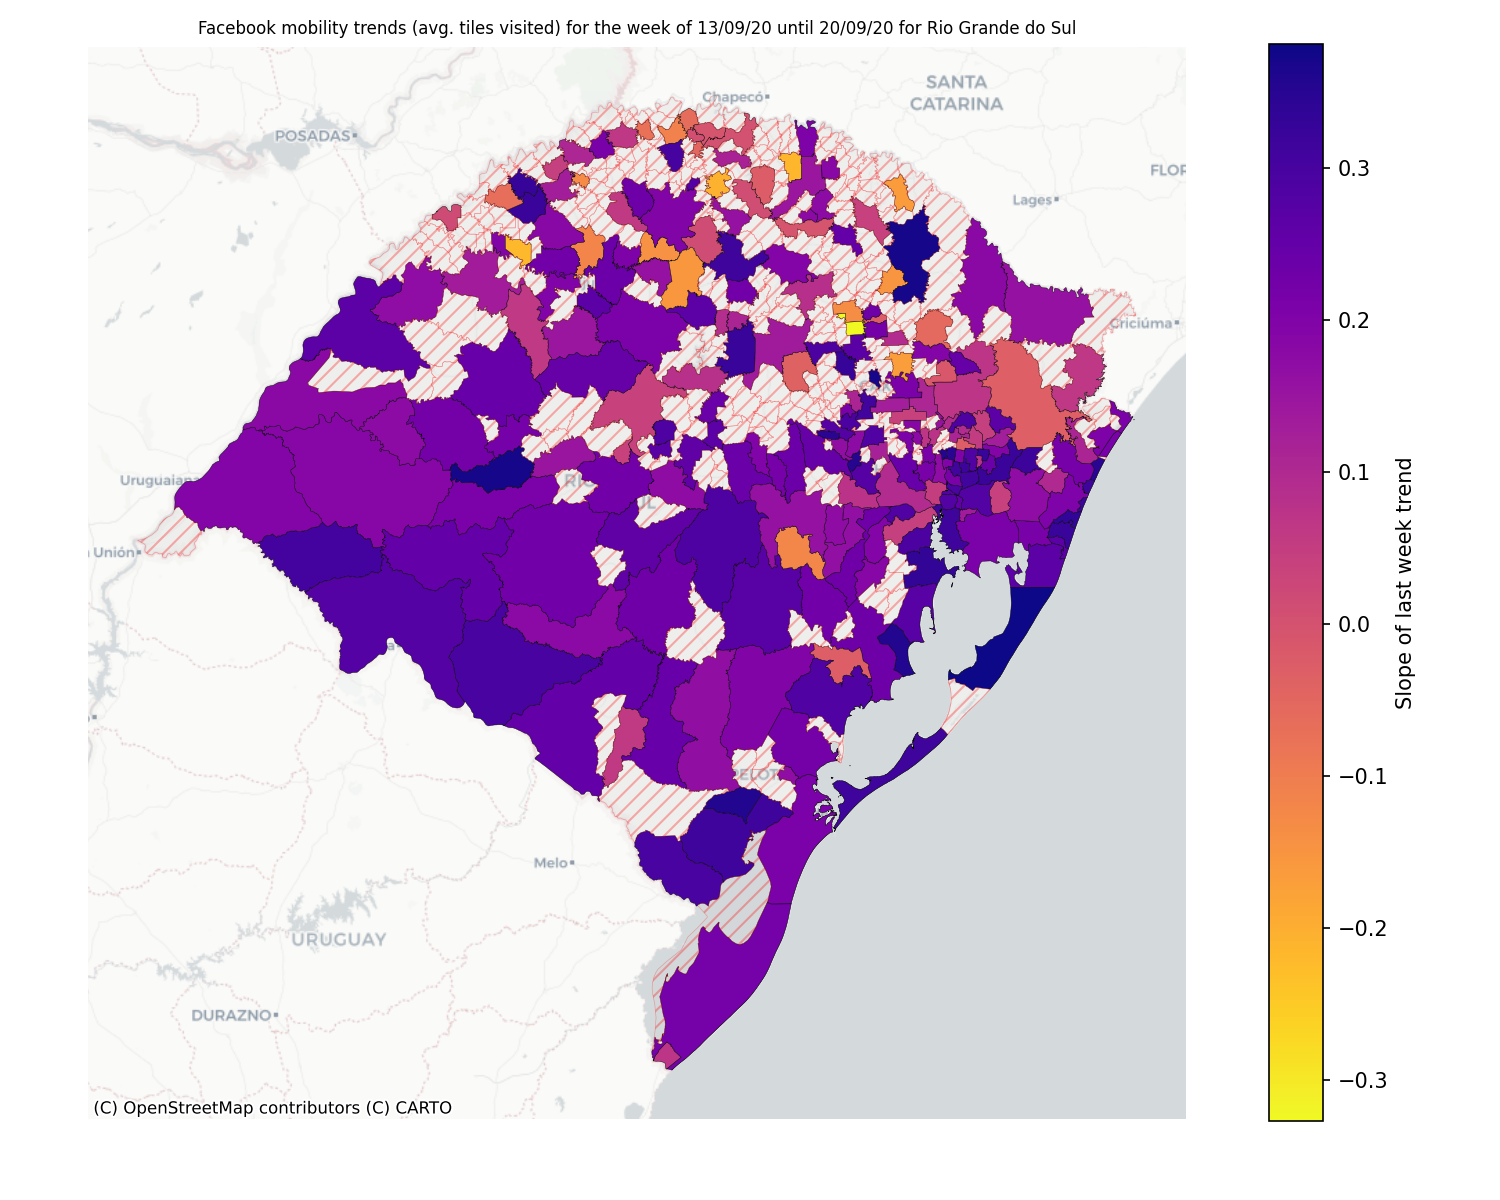 Facebook mobility trends (avg. tiles visited) for the week of 13/09/20 until 20/09/20 for Rio Grande do Sul
Chapecó
SANTA
CATARINA
POSADAS
FLOR
Lages
0.3
0.2
Criciúma
Uruguaiana
0.1
Unión
Slope of last week trend
0.0
PELOT
−0.1
Melo
−0.2
URUGUAY
DURAZNO
−0.3
(C) OpenStreetMap contributors (C) CARTO